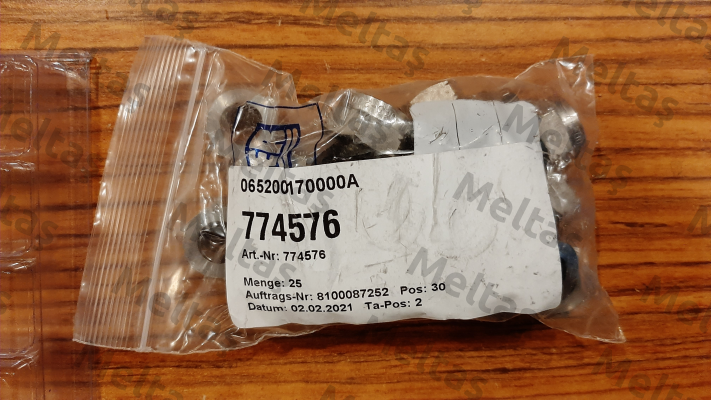 065200170000A
774576
Art.-Nr: 774576
Menge: 25
Auftrags-Nr: 8100087252 Pos: 30
Datum: 02.02.2021 Ta-Pos: 2
Meltaş